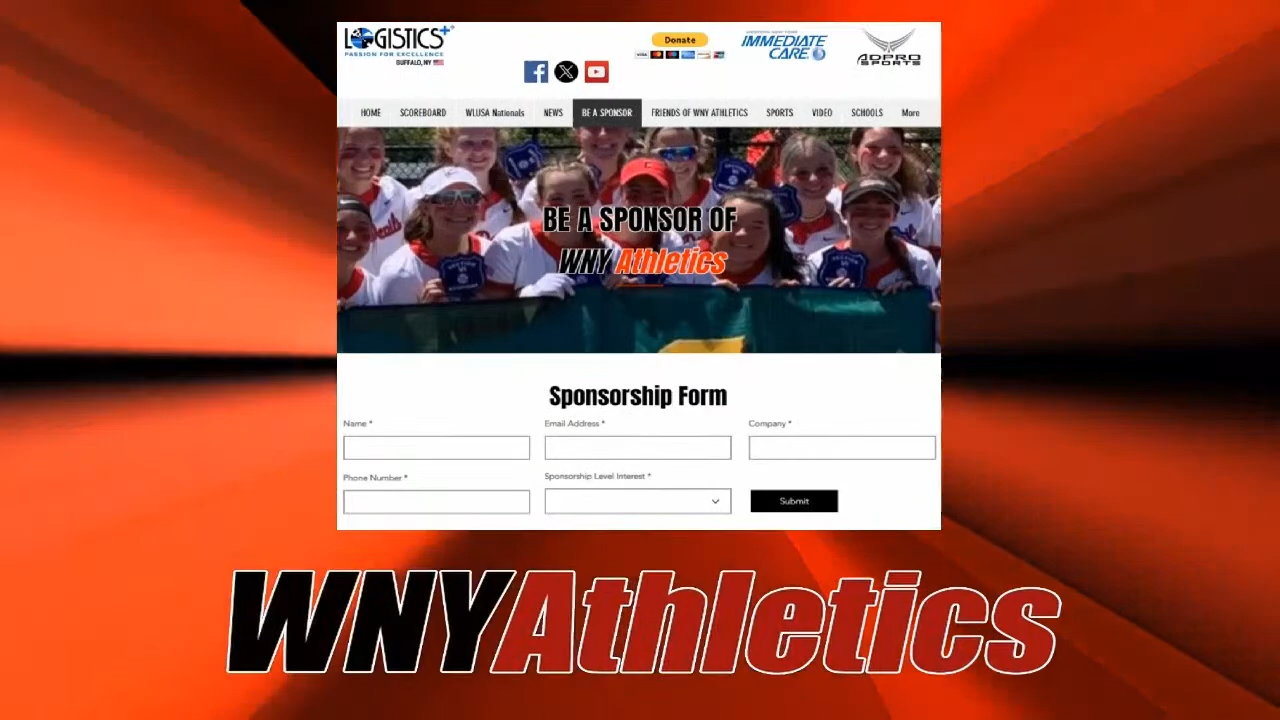 LOGISTICS+
PASSION FOR EXCELLENCE
BUFFALO, NY
Donate
VISA
IMMEDIATE
CARE
ADPRO
SPORTS
HOME SCOREBOARD WLUSA Nationals NEWS BE A SPONSOR FRIENDS OF WNY ATHLETICS SPORTS VIDEO SCHOOLS More
BE A SPONSOR OF
WNY Athletics
Sponsorship Form
Name * Email Address * Company *
Phone Number * Sponsorship Level Interest *
Submit
WNYAthletics